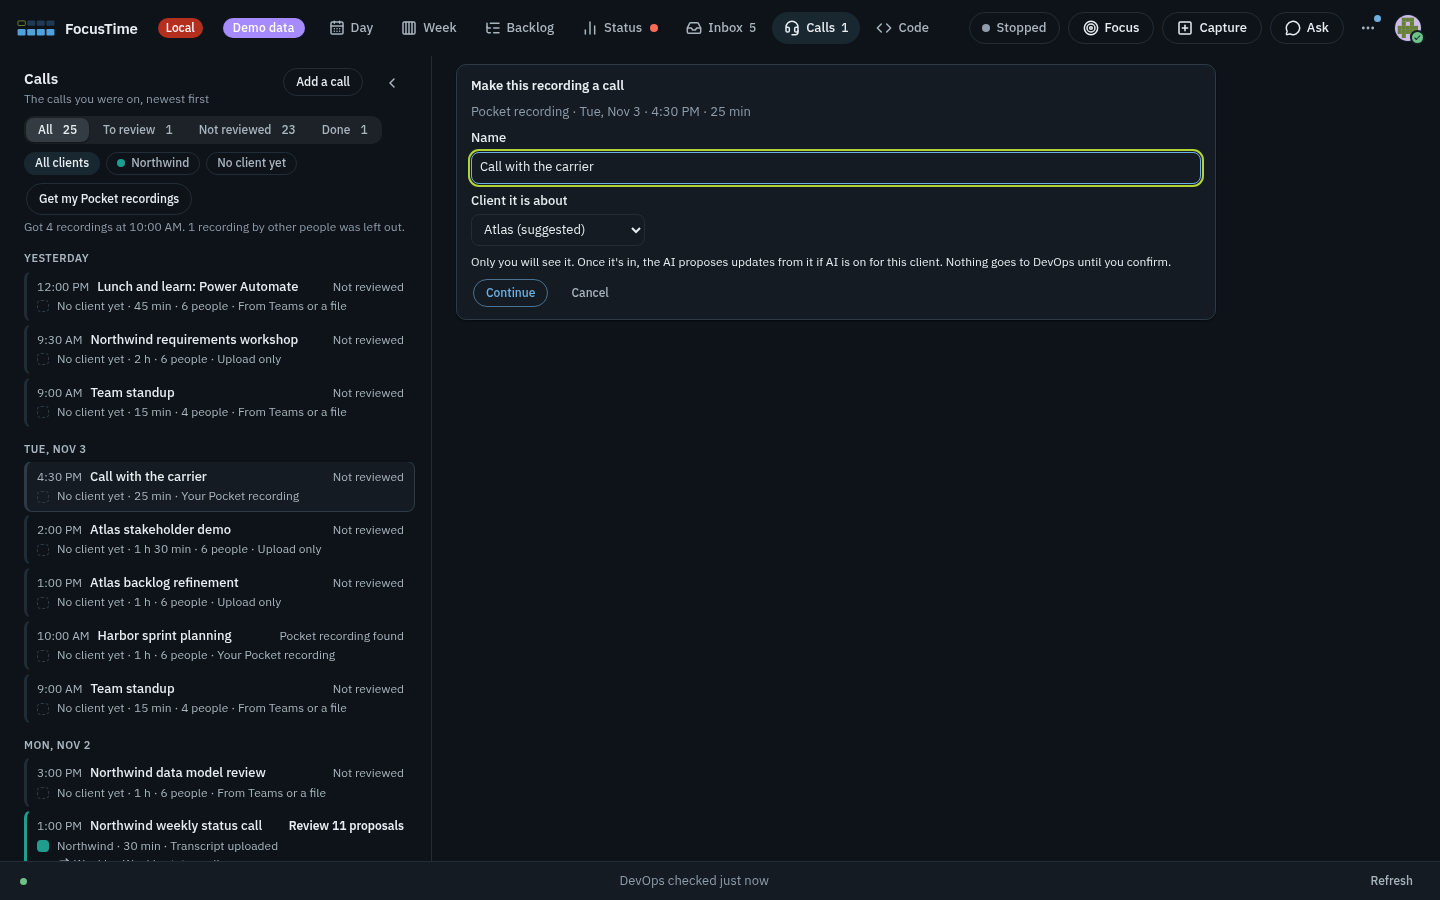 FocusTime
Local
Demo data
Day
Week
Backlog
Status
Inbox 5
Calls 1
Code
Stopped
Focus
Capture
Ask
Calls
Add a call
The calls you were on, newest first
All 25
To review 1
Not reviewed 23
Done 1
All clients
Northwind
No client yet
Get my Pocket recordings
Got 4 recordings at 10:00 AM. 1 recording by other people was left out.
YESTERDAY
12:00 PM Lunch and learn: Power Automate Not reviewed
No client yet · 45 min · 6 people · From Teams or a file
9:30 AM Northwind requirements workshop Not reviewed
No client yet · 2 h · 6 people · Upload only
9:00 AM Team standup Not reviewed
No client yet · 15 min · 4 people · From Teams or a file
TUE, NOV 3
4:30 PM Call with the carrier Not reviewed
No client yet · 25 min · Your Pocket recording
2:00 PM Atlas stakeholder demo Not reviewed
No client yet · 1 h 30 min · 6 people · Upload only
1:00 PM Atlas backlog refinement Not reviewed
No client yet · 1 h · 6 people · Upload only
10:00 AM Harbor sprint planning Pocket recording found
No client yet · 1 h · 6 people · Your Pocket recording
9:00 AM Team standup Not reviewed
No client yet · 15 min · 4 people · From Teams or a file
MON, NOV 2
3:00 PM Northwind data model review Not reviewed
No client yet · 1 h · 6 people · From Teams or a file
1:00 PM Northwind weekly status call Review 11 proposals
Northwind · 30 min · Transcript uploaded
Make this recording a call
Pocket recording · Tue, Nov 3 · 4:30 PM · 25 min
Name
Call with the carrier
Client it is about
Atlas (suggested)
Only you will see it. Once it's in, the AI proposes updates from it if AI is on for this client. Nothing goes to DevOps until you confirm.
Continue
Cancel
DevOps checked just now
Refresh